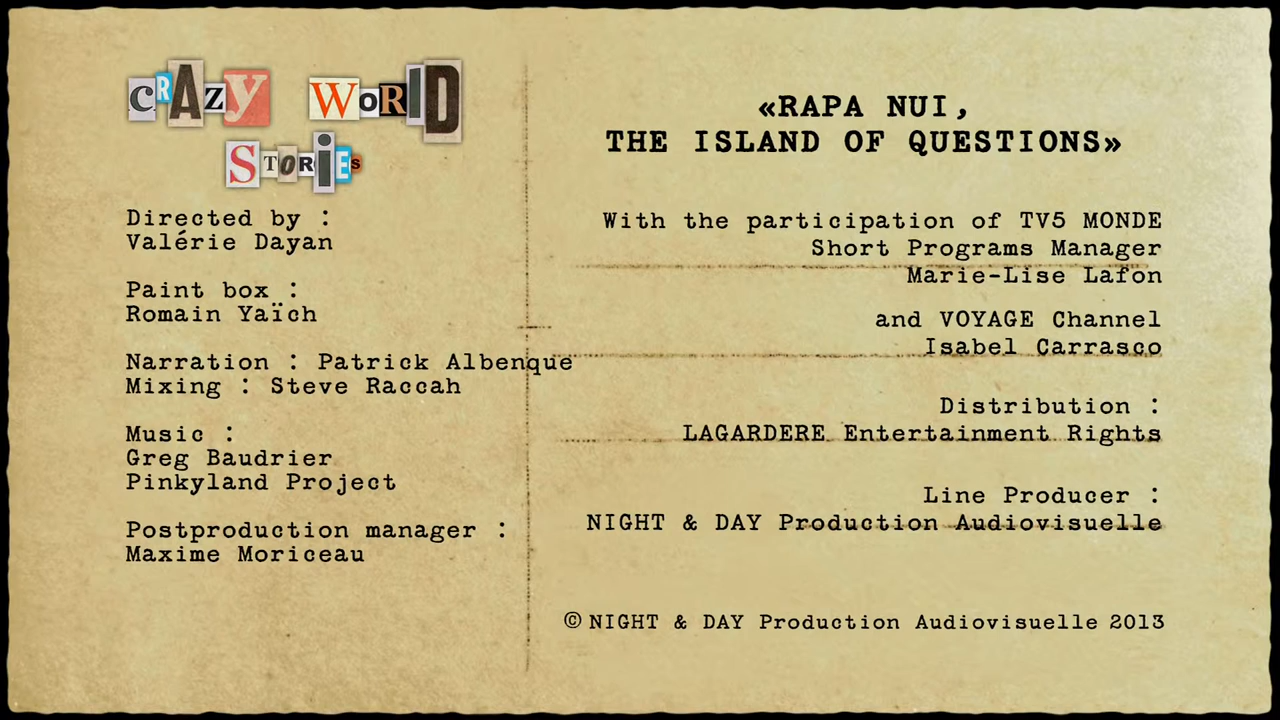 CRAZY WORlD
STORiEs
Directed by :
Valérie Dayan
Paint box :
Romain Yaïch
Narration : Patrick Albenque
Mixing : Steve Raccah
Music :
Greg Baudrier
Pinkyland Project
Postproduction manager :
Maxime Moriceau
«RAPA NUI,
THE ISLAND OF QUESTIONS»
With the participation of TV5 MONDE
Short Programs Manager
Marie-Lise Lafon
and VOYAGE Channel
Isabel Carrasco
Distribution :
LAGARDERE Entertainment Rights
Line Producer :
NIGHT & DAY Production Audiovisuelle
© NIGHT & DAY Production Audiovisuelle 2013